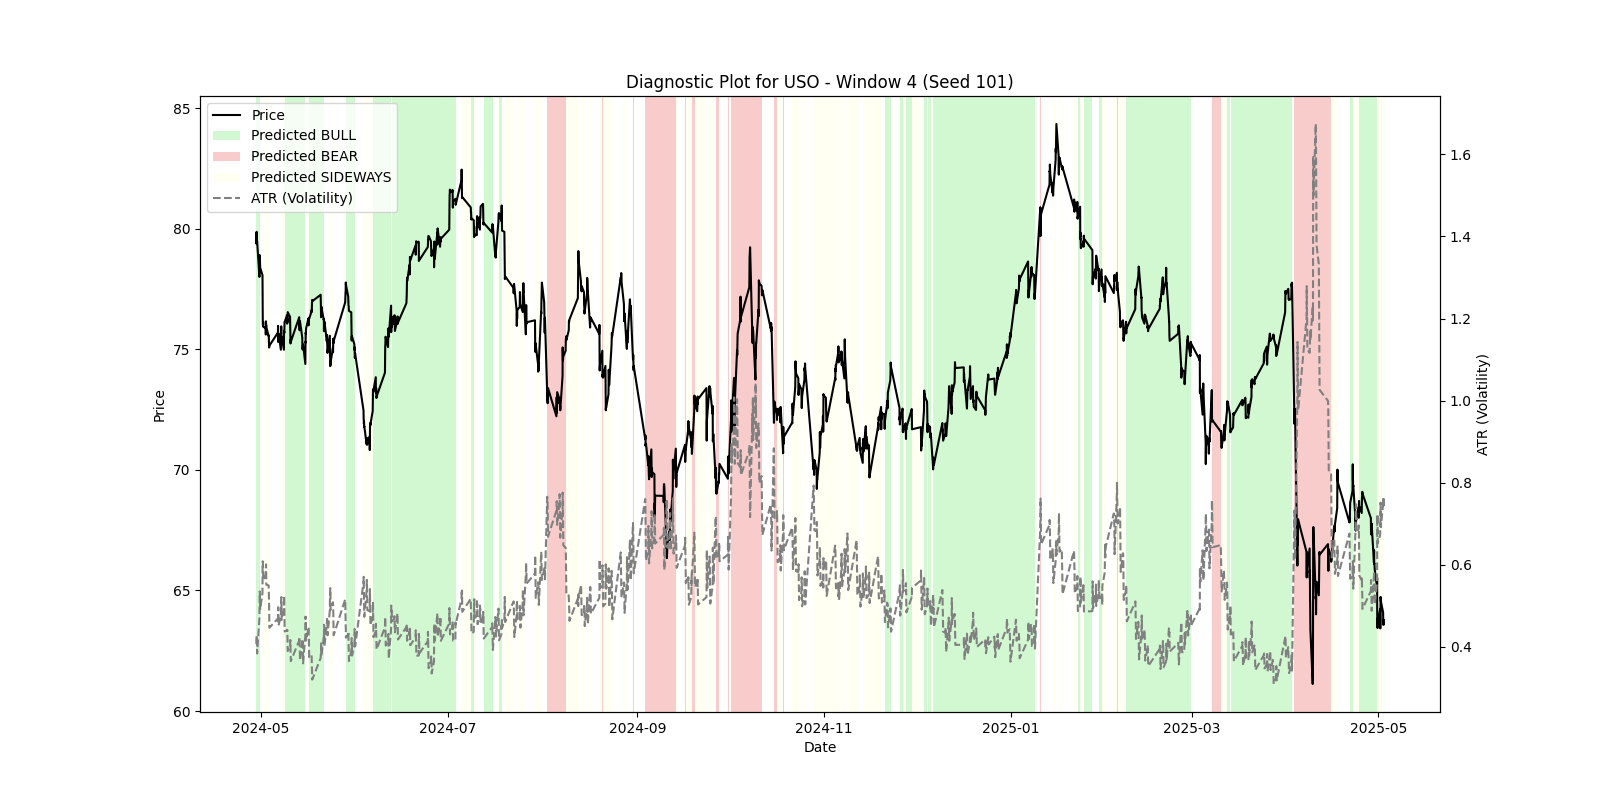 Diagnostic Plot for USO - Window 4 (Seed 101)
Price
Predicted BULL
Predicted BEAR
Predicted SIDEWAYS
ATR (Volatility)
85
80
75
70
65
60
Price
1.6
1.4
1.2
1.0
0.8
0.6
0.4
ATR (Volatility)
2024-05
2024-07
2024-09
2024-11
2025-01
2025-03
2025-05
Date